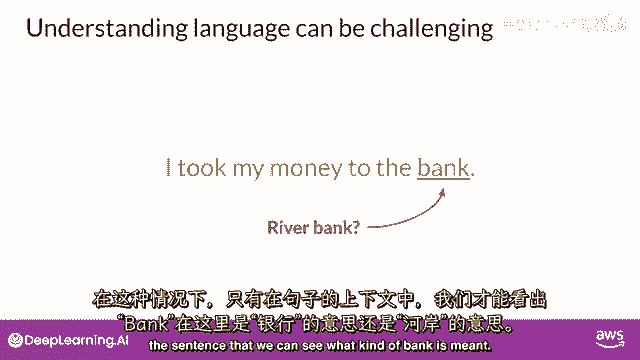 Understanding language can be challenging
I took my money to the bank.
River bank?
在这种情况下，只有在句子的上下文中，我们才能看出
“Bank”在这里是“银行”的意思还是“河岸”的意思。
the sentence that we can see what kind of bank is meant.
DeepLearning.AI
aws